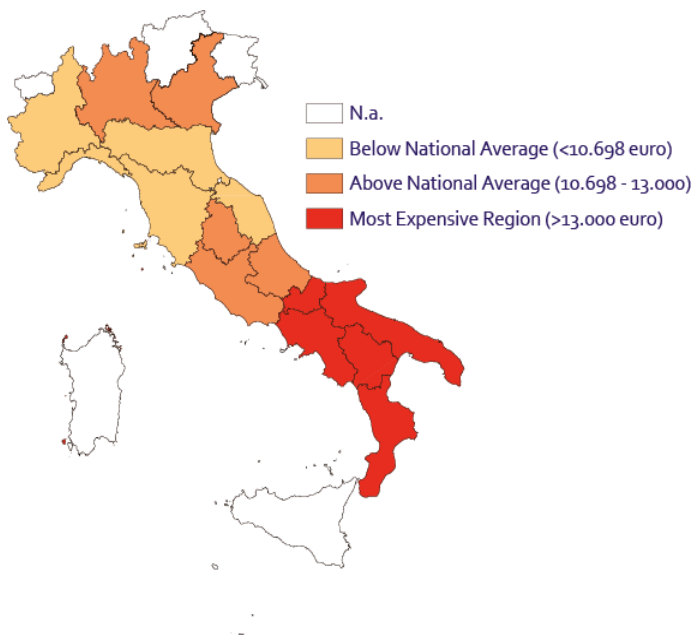 N.a.
Below National Average (<10.698 euro)
Above National Average (10.698 - 13.000)
Most Expensive Region (>13.000 euro)